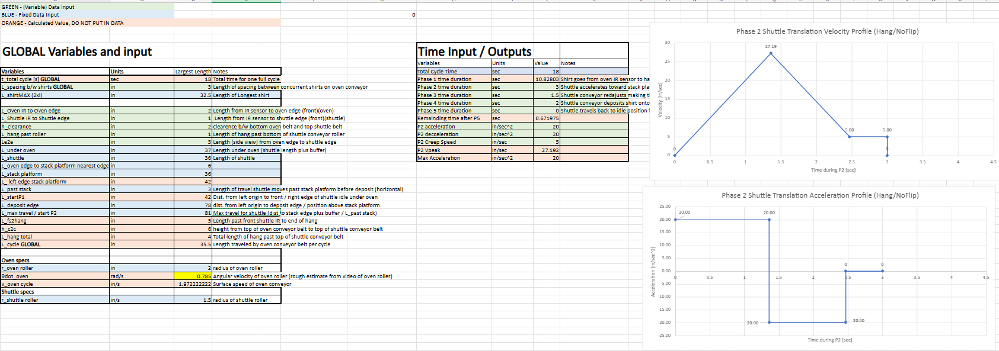 GREEN - (Variable) Data Input
BLUE - Fixed Data Input
0
ORANGE - Calculated Value, DO NOT PUT IN DATA
GLOBAL Variables and input
Variables Units Largest Length Notes
t_total cycle [s] GLOBAL sec 18 Total time for one full cycle
L_spacing b/w shirts GLOBAL in 3 Length of spacing between concurrent shirts on oven conveyor
L_shirtMAX (2xl) in 32.5 Length of Longest shirt
L_Oven IR to Oven edge in 2 Length from IR sensor to oven edge (front)(oven)
L_Shuttle IR to Shuttle edge in 1 Length from IR sensor to shuttle edge (front)(shuttle)
h_clearance in 2 clearence b/w bottom oven belt and top shuttle belt
L_hang past roller in 1 Length of hang past bottom of shuttle conveyor roller
Le2e in 5 Length (side view) from oven edge to shuttle edge
L_under oven in 37 Length under oven (shuttle length plus buffer)
L_shuttle in 36 Length of shuttle
L_oven edge to stack platform nearest edge in 6
L_stack platform in 36
L_ left edge stack platform in 42
L_past stack in 3 Length of travel shuttle moves past stack platform before deposit (horizontal)
L_startP1 in 42 Dist. from left origin to front / right edge of shuttle idle under oven
L_deposit edge in 78 dist. from left origin to deposit edge / position above stack platform
L_max travel / start P2 in 81 Max travel for shuttle (dist to stack edge plus buffer / L_past stack)
L_fs2hang in 5 Length past front shuttle IR to end of hang
h_c2c in 6 height from top of oven conveyor belt to top of shuttle conveyor belt
L_hang total in 4 Total length of hang past top of shuttle conveyor belt
L_cycle GLOBAL in 35.5 Length traveled by oven conveyor belt per cycle
Oven specs
r_oven roller in 2 radius of oven roller
θdot_oven rad/s 0.785 Angular velocity of oven roller (rough estimate from video of oven roller)
v_oven cycle in/s 1.972222222 Surface speed of oven conveyor
Shuttle specs
r_shuttle roller in/s 1.5 radius of shuttle roller
Time Input / Outputs
Variables Units Value Notes
Total Cycle Time sec 18
Phase 1 time duration sec 10.82803 Shirt goes from oven IR sensor to ha
Phase 2 time duration sec 3 Shuttle accelerates toward stack pla
Phase 3 time duration sec 1.5 Shuttle conveyor redajusts making t
Phase 4 time duration sec 2 Shuttle conveyor deposits shirt onto
Phase 5 time duration sec 0 Shuttle travels back to idle position
Remainding time after P5 sec 0.671975
P2 acceleration in/sec^2 20
P2 decceleration in/sec^2 20
P2 Creep Speed in/sec 5
P2 Vpeak in/sec 27.192
Max Acceleration in/sec^2 20
Phase 2 Shuttle Translation Velocity Profile (Hang/NoFlip)
Velocity [in/sec]
30
25
20
15
10
5
0
27.19
5.00 5.00
0 0
0 0.5 1 1.5 2 2.5 3 3.5 4 4.5
Time during P2 [sec]
Phase 2 Shuttle Translation Acceleration Profile (Hang/NoFlip)
Acceleration [in/sec^2]
25.00
20.00
15.00
10.00
5.00
0.00
-5.00
-10.00
-15.00
-20.00
-25.00
20.00 20.00
0 0
-20.00 -20.00
0 0.5 1 1.5 2 2.5 3 3.5 4 4.5
Time during P2 [sec]